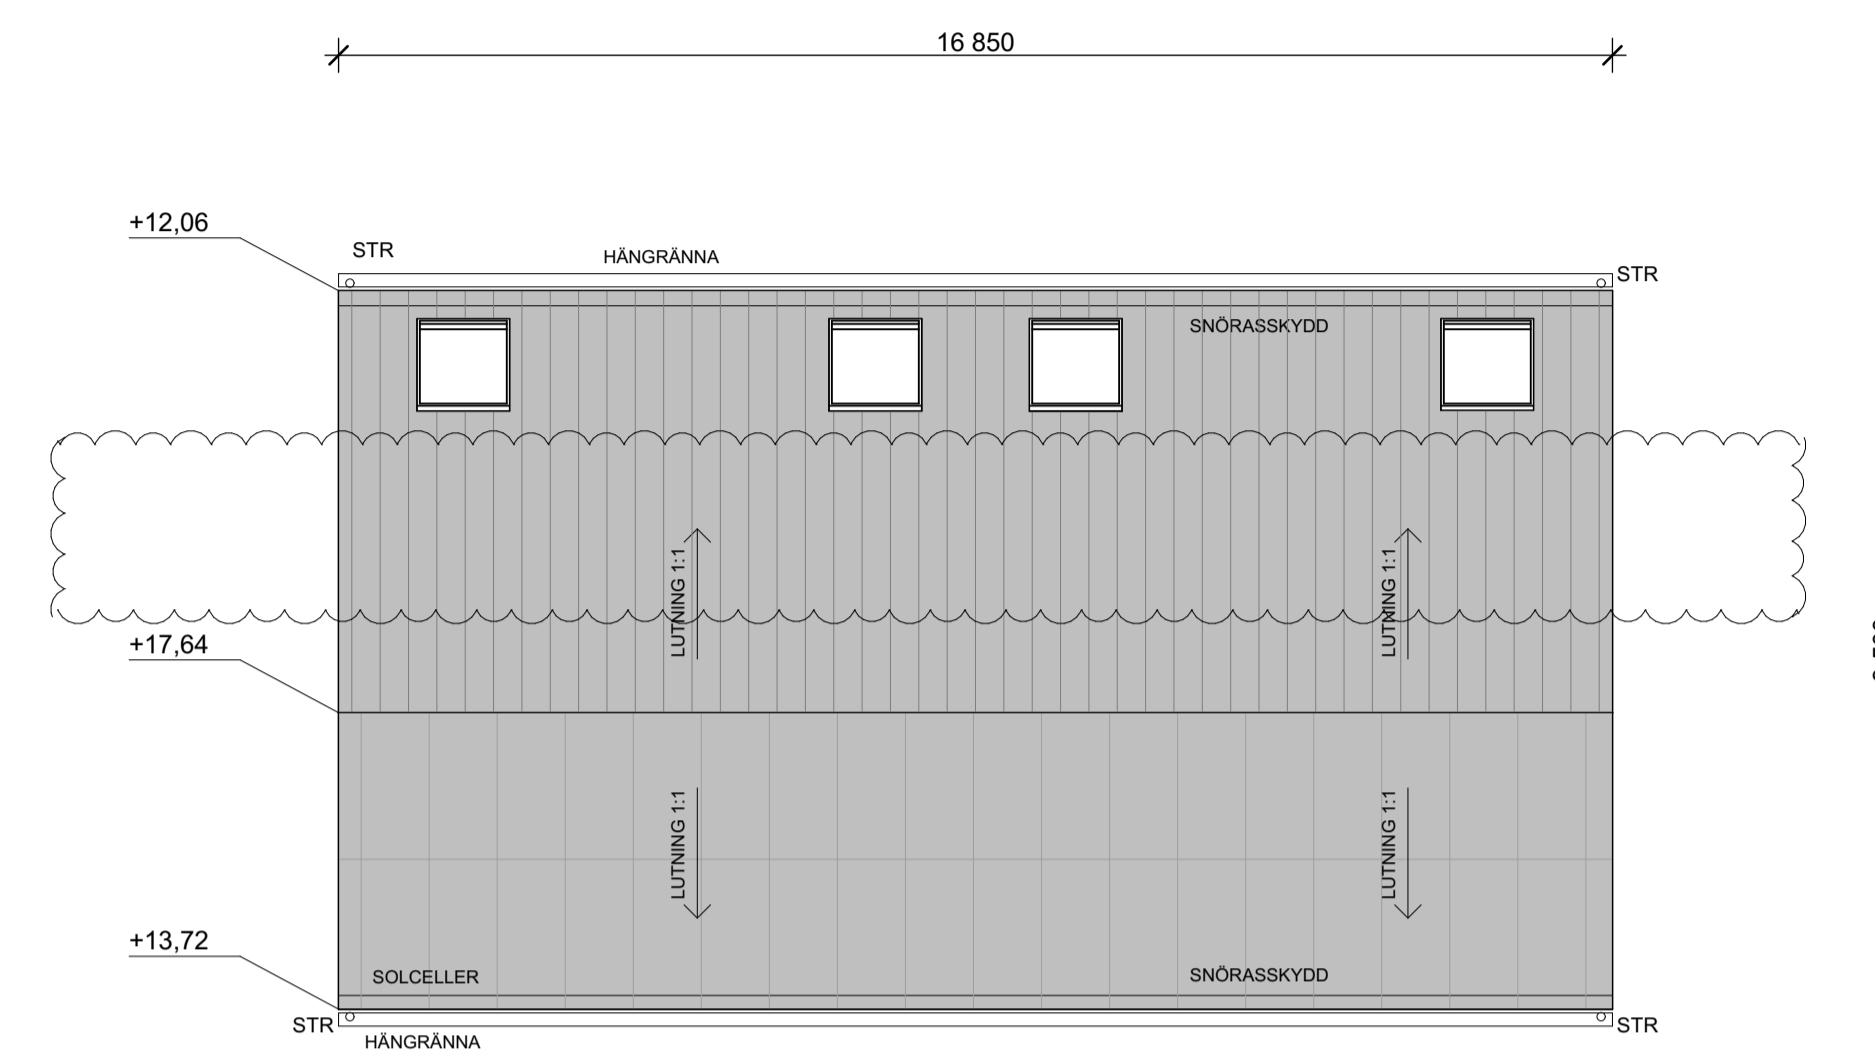 16 850
+12,06
STR
HÄNGRÄNNA
STR
SNÖRASSKYDD
LUTNING 1:1
LUTNING 1:1
+17,64
LUTNING 1:1
LUTNING 1:1
+13,72
SOLCELLER
SNÖRASSKYDD
STR
STR
HÄNGRÄNNA